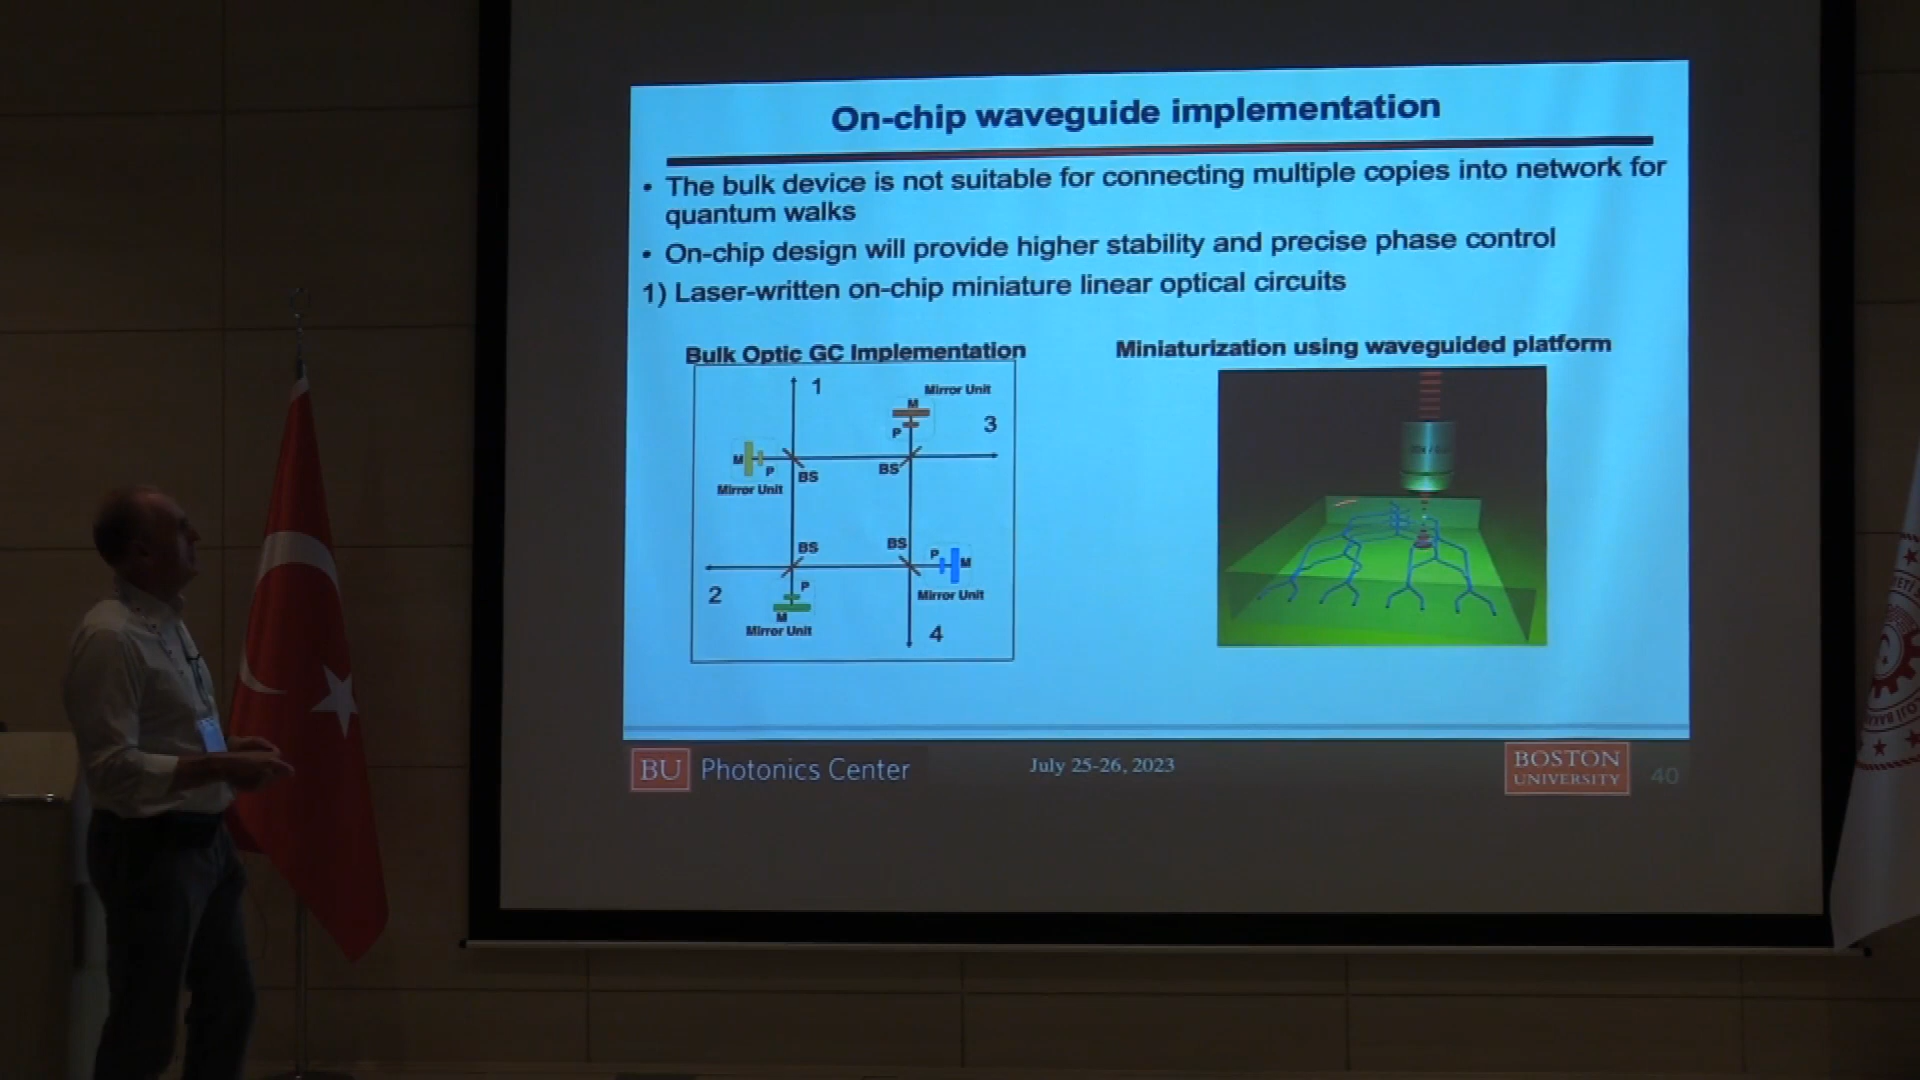 On-chip waveguide implementation
• The bulk device is not suitable for connecting multiple copies into network for
quantum walks
• On-chip design will provide higher stability and precise phase control
1) Laser-written on-chip miniature linear optical circuits
Bulk Optic GC Implementation
Miniaturization using waveguided platform
1
Mirror Unit
M
3
P
M
P
BS
BS
Mirror Unit
BS
BS
P
M
2
P
Mirror Unit
M
Mirror Unit
4
BU Photonics Center
July 25-26, 2023
BOSTON
UNIVERSITY
40